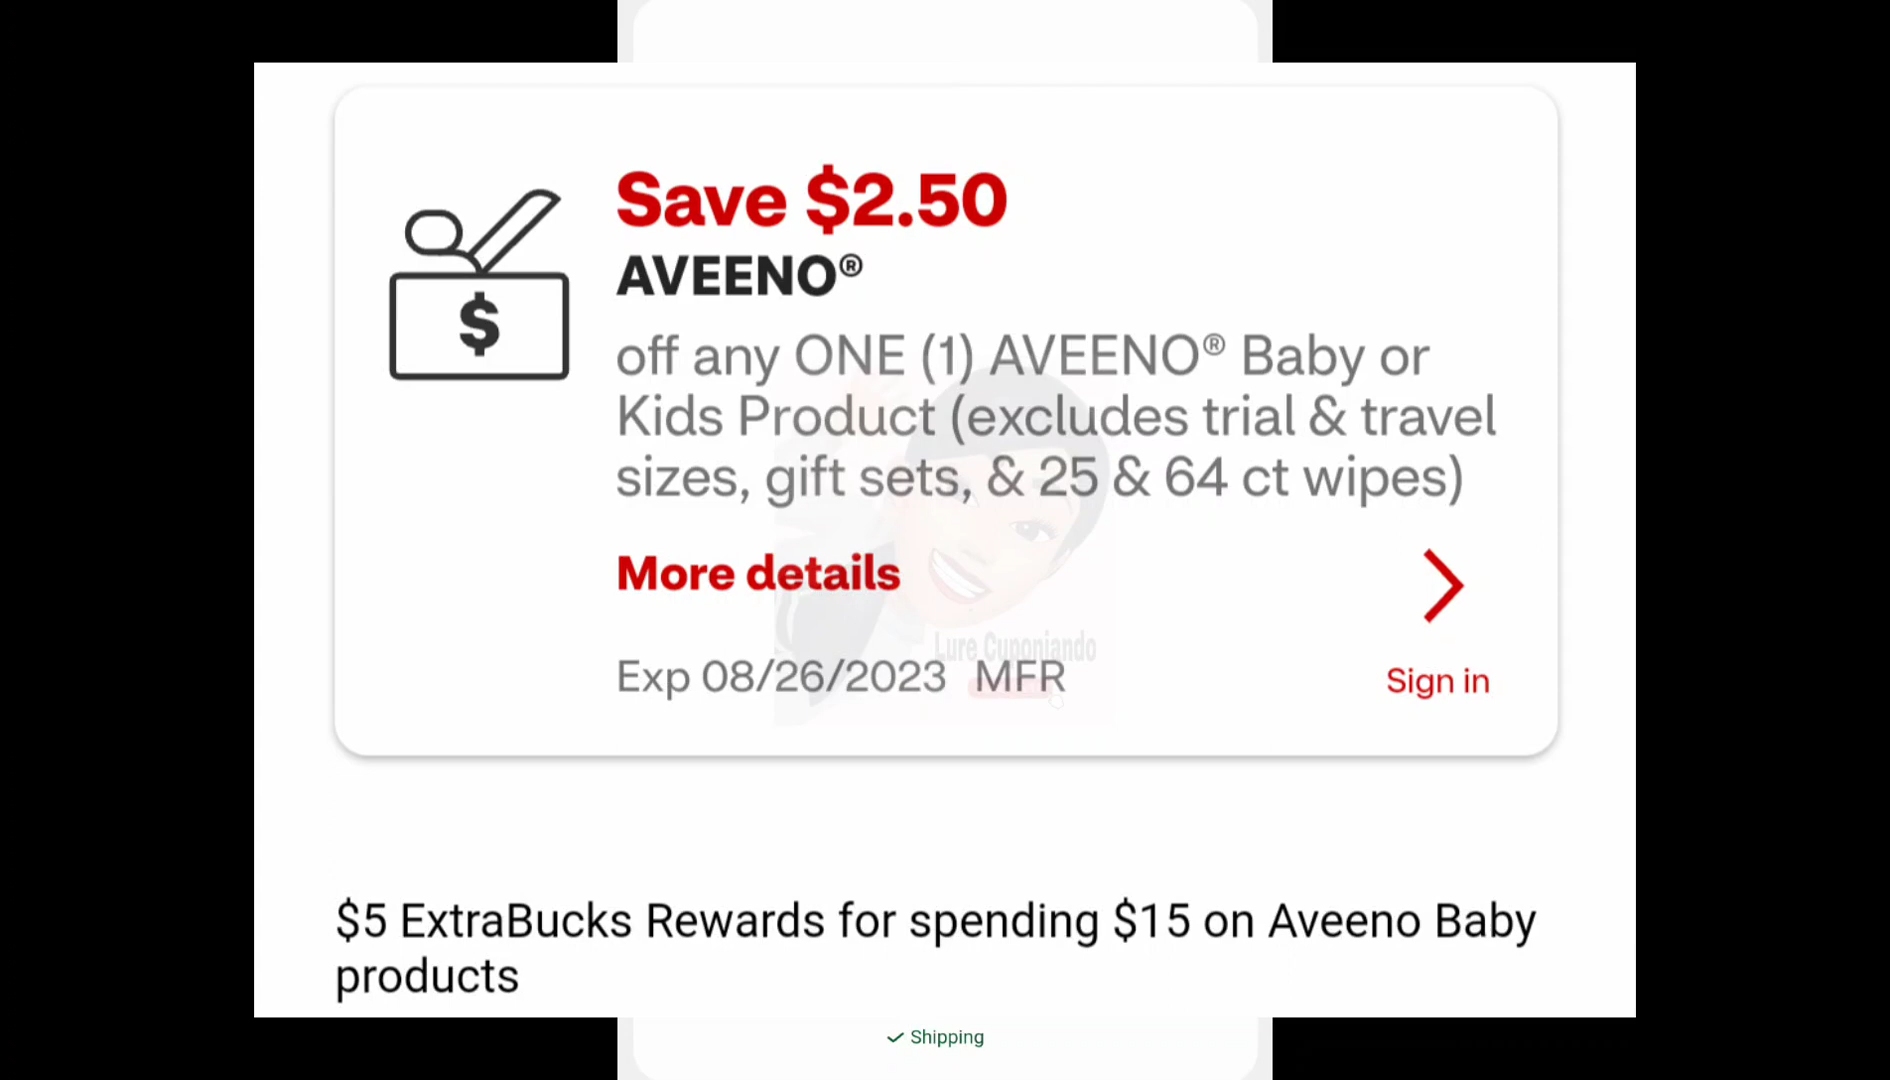 Save $2.50
AVEENO®
$
off any ONE (1) AVEENO® Baby or
Kids Product (excludes trial & travel
sizes, gift sets, & 25 & 64 ct wipes)
More details
Lure Cuponiando
Exp 08/26/2023 MFR
Sign in
$5 ExtraBucks Rewards for spending $15 on Aveeno Baby
products
Shipping